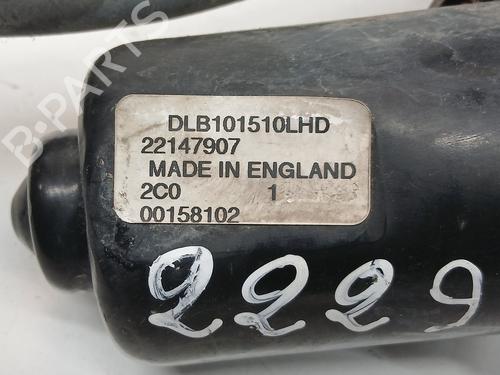 B-PARTS
DLB101510LHD
22147907
MADE IN ENGLAND
2C0 1
00158102
2229